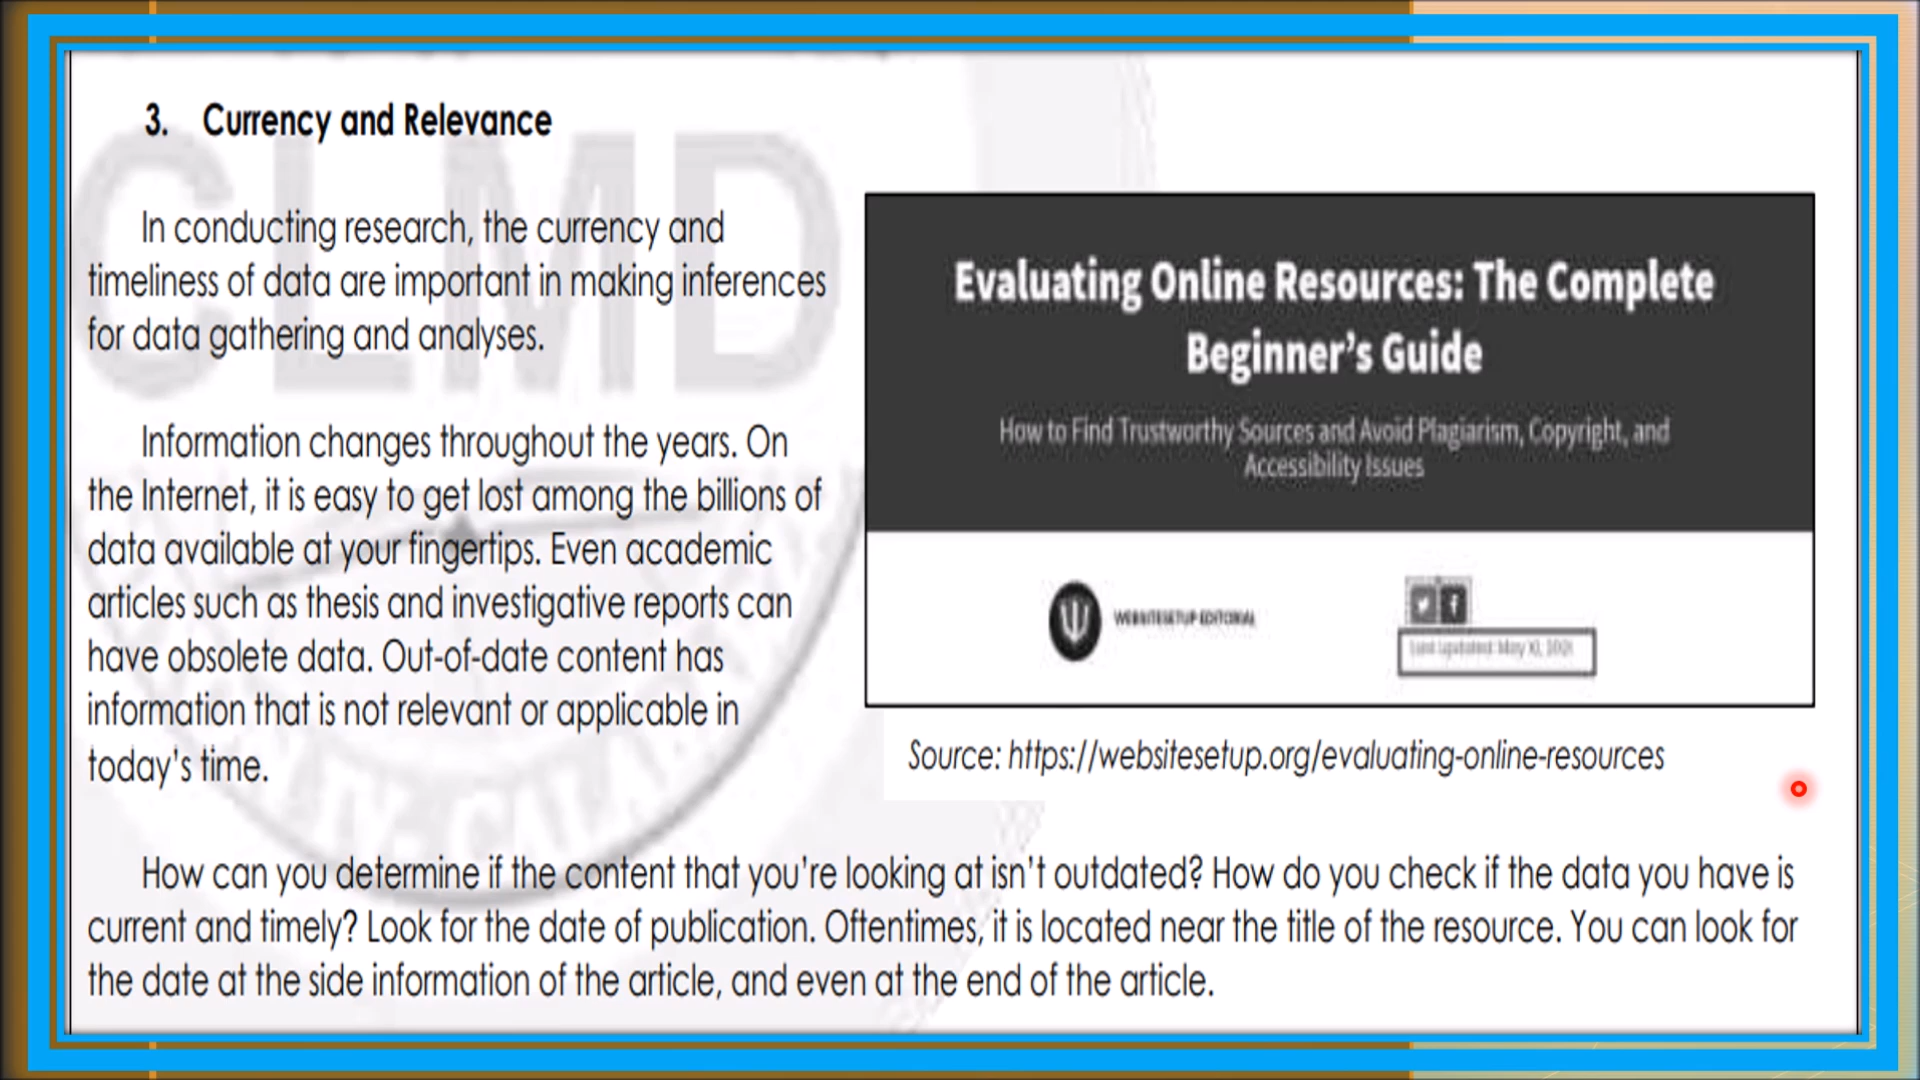 3. Currency and Relevance
In conducting research, the currency and
timeliness of data are important in making inferences
for data gathering and analyses.
Information changes throughout the years. On
the Internet, it is easy to get lost among the billions of
data available at your fingertips. Even academic
articles such as thesis and investigative reports can
have obsolete data. Out-of-date content has
information that is not relevant or applicable in
today's time.
Evaluating Online Resources: The Complete
Beginner's Guide
How to Find Trustworthy Sources and Avoid Plagiarism, Copyright, and
Accessibility Issues
WEBSITESETUP EDITORIAL
Last updated: May
Source: https://websitesetup.org/evaluating-online-resources
How can you determine if the content that you're looking at isn't outdated? How do you check if the data you have is
current and timely? Look for the date of publication. Oftentimes, it is located near the title of the resource. You can look for
the date at the side information of the article, and even at the end of the article.
CLMD